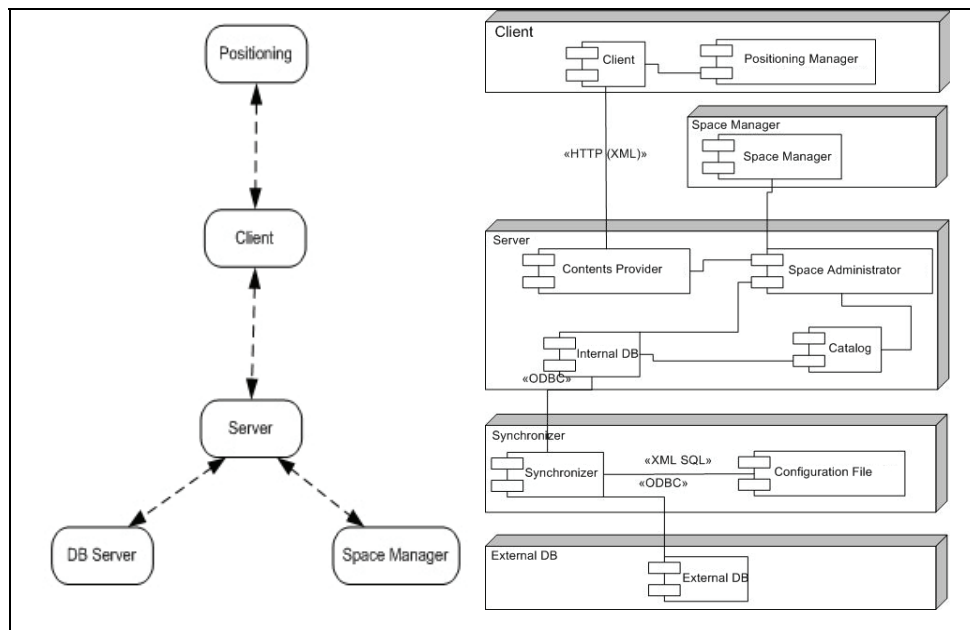 Positioning
Client
Server
DB Server
Space Manager
Client
Client
Positioning Manager
«HTTP (XML)»
Space Manager
Space Manager
Server
Contents Provider
Space Administrator
Internal DB
Catalog
«ODBC»
Synchronizer
Synchronizer
«XML SQL»
«ODBC»
Configuration File
External DB
External DB